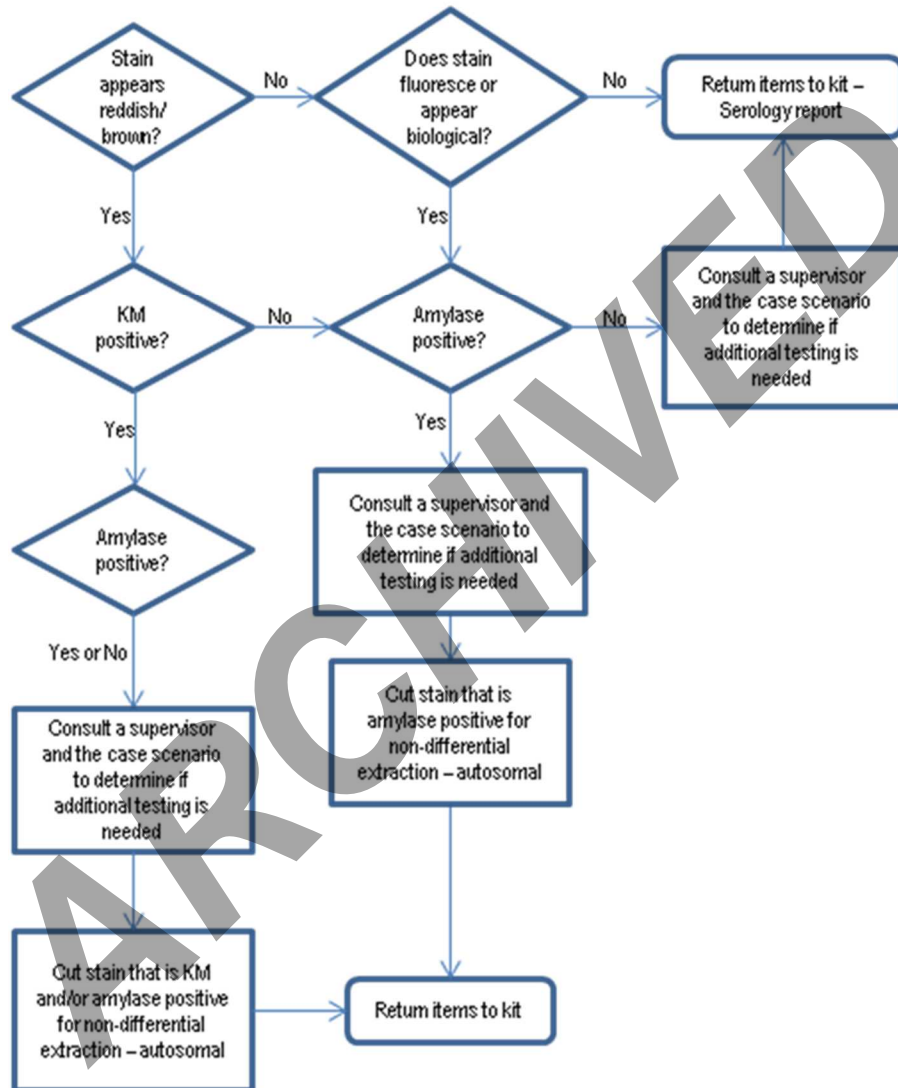 Stain
appears
reddish/
brown?
No
Does stain
fluoresce or
appear
biological?
No
Return items to kit –
Serology report
Yes
Yes
KM
positive?
No
Amylase
positive?
No
Consult a supervisor
and the case scenario
to determine if
additional testing is
needed
Yes
Yes
Amylase
positive?
Consult a supervisor and
the case scenario to
determine if additional
testing is needed
Yes or No
Cut stain that is
amylase positive for
non-differential
extraction – autosomal
Consult a supervisor
and the case scenario
to determine if
additional testing is
needed
Cut stain that is KM
and/or amylase positive
for non-differential
extraction – autosomal
Return items to kit
ARCHIVED